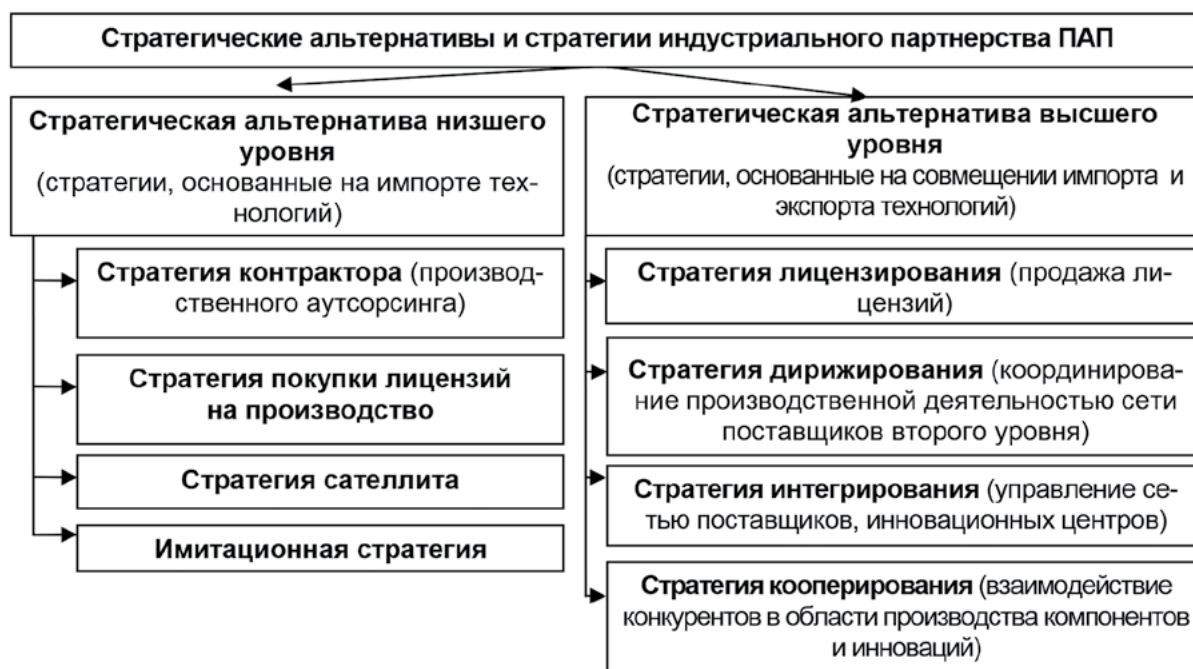 Стратегические альтернативы и стратегии индустриального партнерства ПАП
Стратегическая альтернатива низшего
уровня
(стратегии, основанные на импорте тех-
нологий)
Стратегия контрактора (производ-
ственного аутсорсинга)
Стратегия покупки лицензий
на производство
Стратегия сателлита
Имитационная стратегия
Стратегическая альтернатива высшего
уровня
(стратегии, основанные на совмещении импорта и
экспорта технологий)
Стратегия лицензирования (продажа ли-
цензий)
Стратегия дирижирования (координирова-
ние производственной деятельностью сети
поставщиков второго уровня)
Стратегия интегрирования (управление се-
тью поставщиков, инновационных центров)
Стратегия кооперирования (взаимодействие
конкурентов в области производства компонентов
и инноваций)